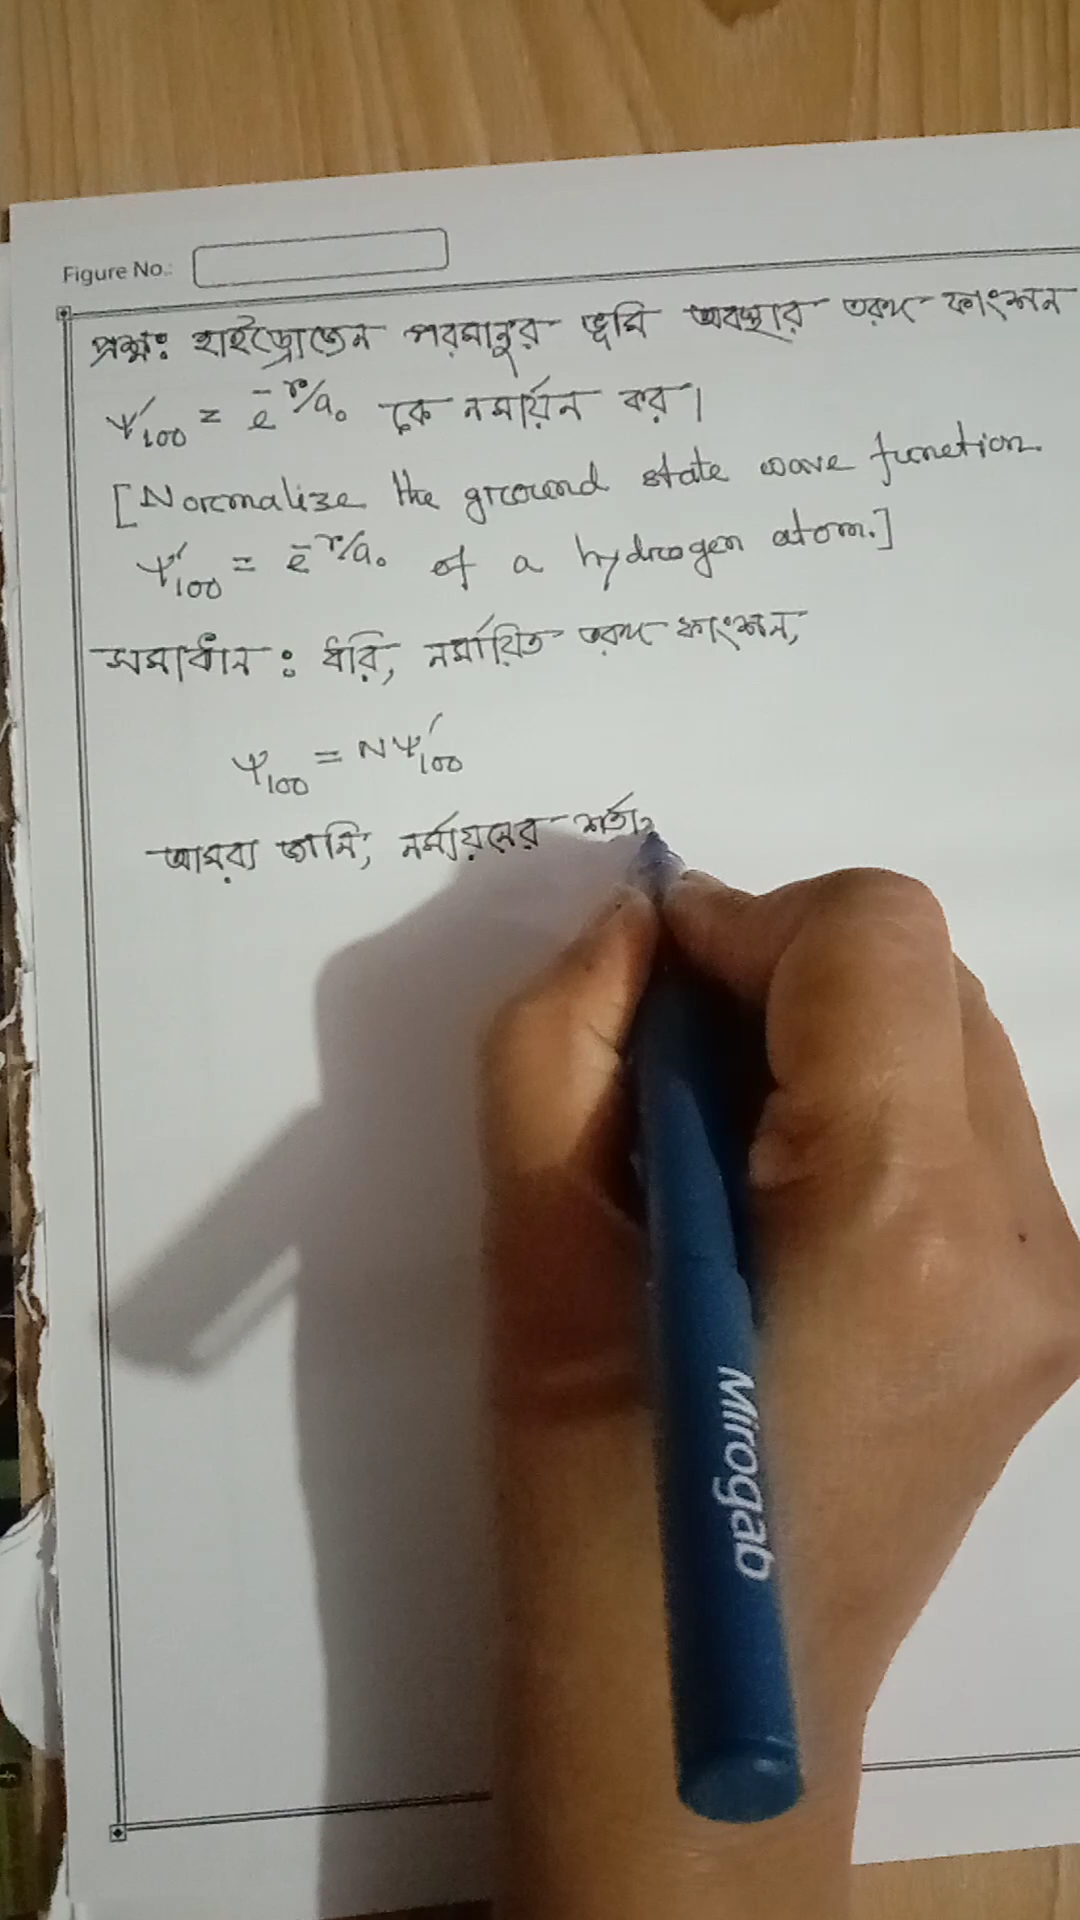 Figure No.:
প্রশ্ন: হাইড্রোজেন পরমানুর ভূমি অবস্থার তরঙ্গ ফাংশন
Ψ′₁₀₀ = e^-r/a₀ কে নর্মায়ন কর।
[Normalize the ground state wave function
Ψ′₁₀₀ = e^-r/a₀ of a hydrogen atom.]
সমাধান: ধরি, নর্মায়িত তরঙ্গ ফাংশন,
Ψ₁₀₀ = NΨ′₁₀₀
আমরা জানি, নর্মায়নের শর্তা
Mirogab